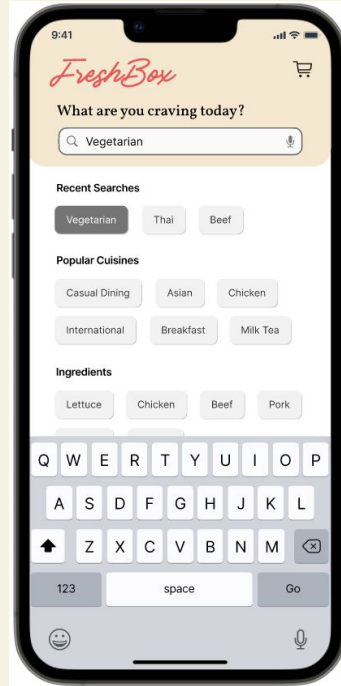 9:41
FreshBox
What are you craving today?
Vegetarian
Recent Searches
Vegetarian Thai Beef
Popular Cuisines
Casual Dining Asian Chicken
International Breakfast Milk Tea
Ingredients
Lettuce Chicken Beef Pork
Q W E R T Y U I O P
A S D F G H J K L
Z X C V B N M
123 space Go